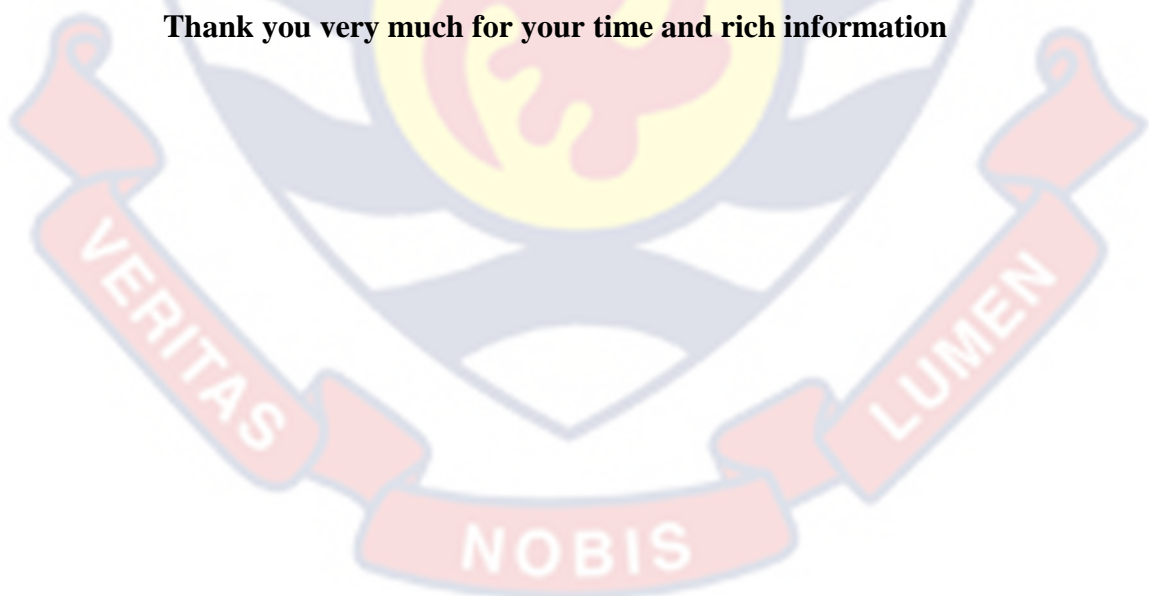 Thank you very much for your time and rich information
VERITAS
NOBIS
LUMEN